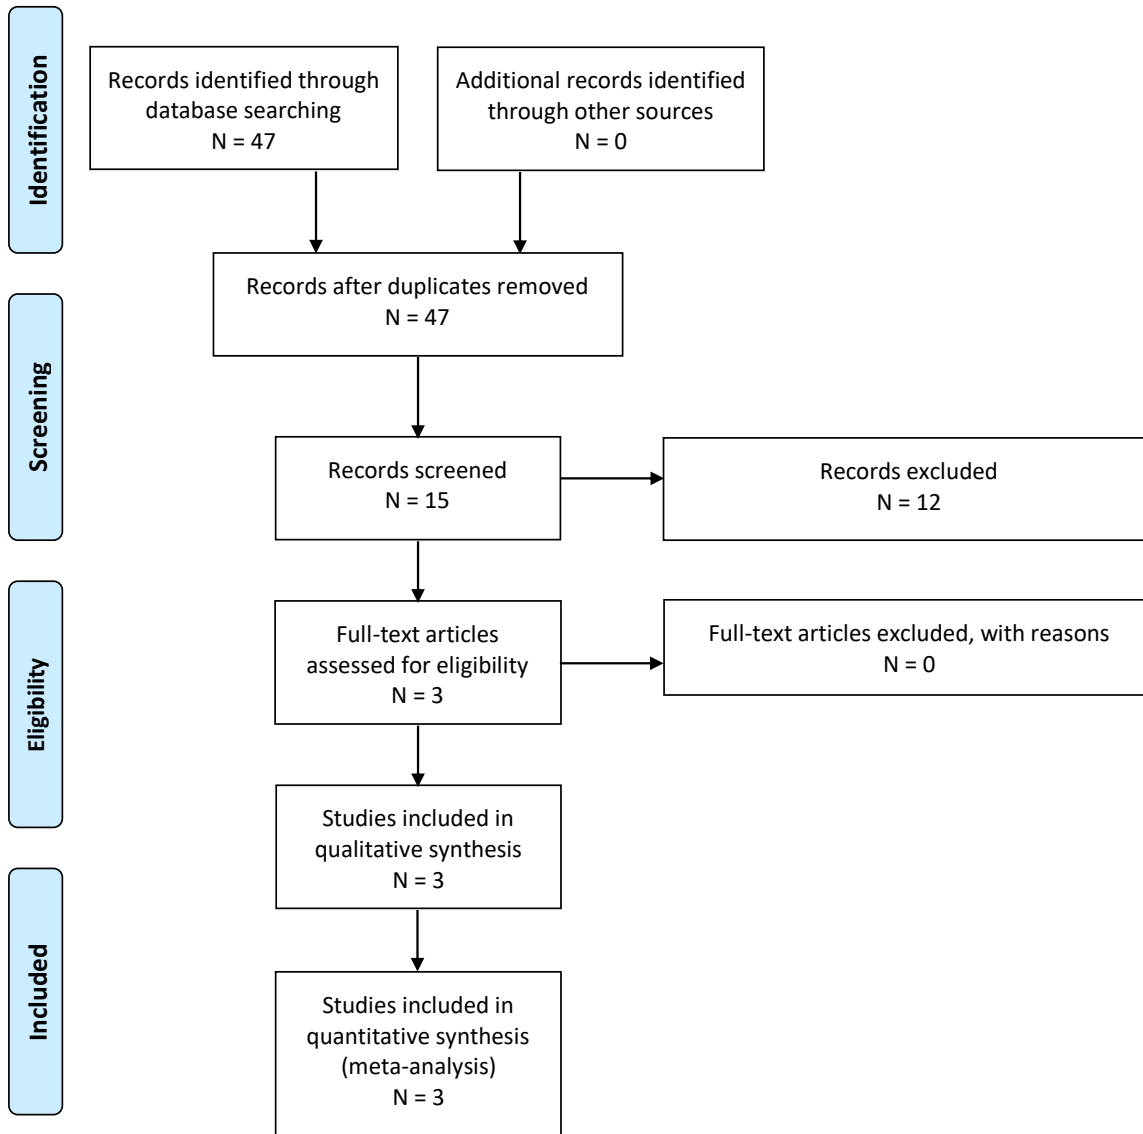 Identification
Records identified through
database searching
N = 47
Additional records identified
through other sources
N = 0
Records after duplicates removed
N = 47
Screening
Records screened
N = 15
Records excluded
N = 12
Eligibility
Full-text articles
assessed for eligibility
N = 3
Full-text articles excluded, with reasons
N = 0
Studies included in
qualitative synthesis
N = 3
Included
Studies included in
quantitative synthesis
(meta-analysis)
N = 3